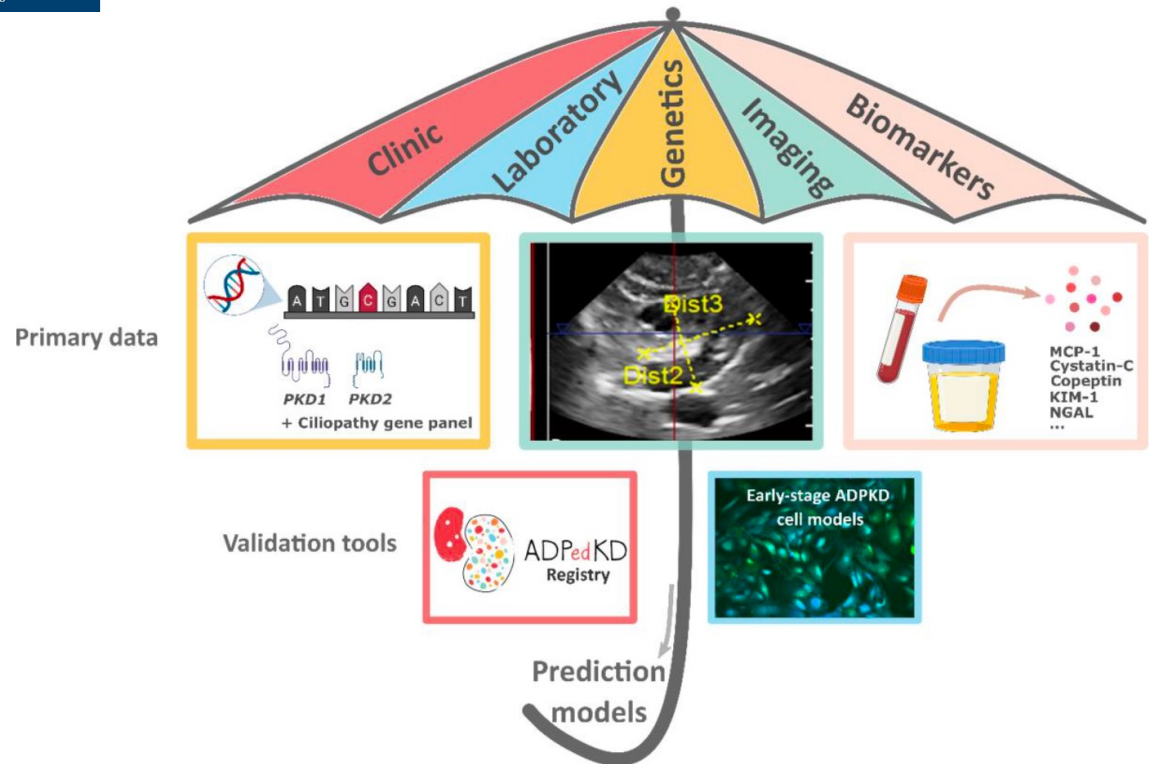 Clinic
Laboratory
Genetics
Imaging
Biomarkers
Primary data
A T G C G A C T
PKD1 PKD2
+ Ciliopathy gene panel
Dist3
Dist2
MCP-1
Cystatin-C
Copeptin
KIM-1
NGAL
...
Validation tools
ADPedKD
Registry
Early-stage ADPKD
cell models
Prediction
models